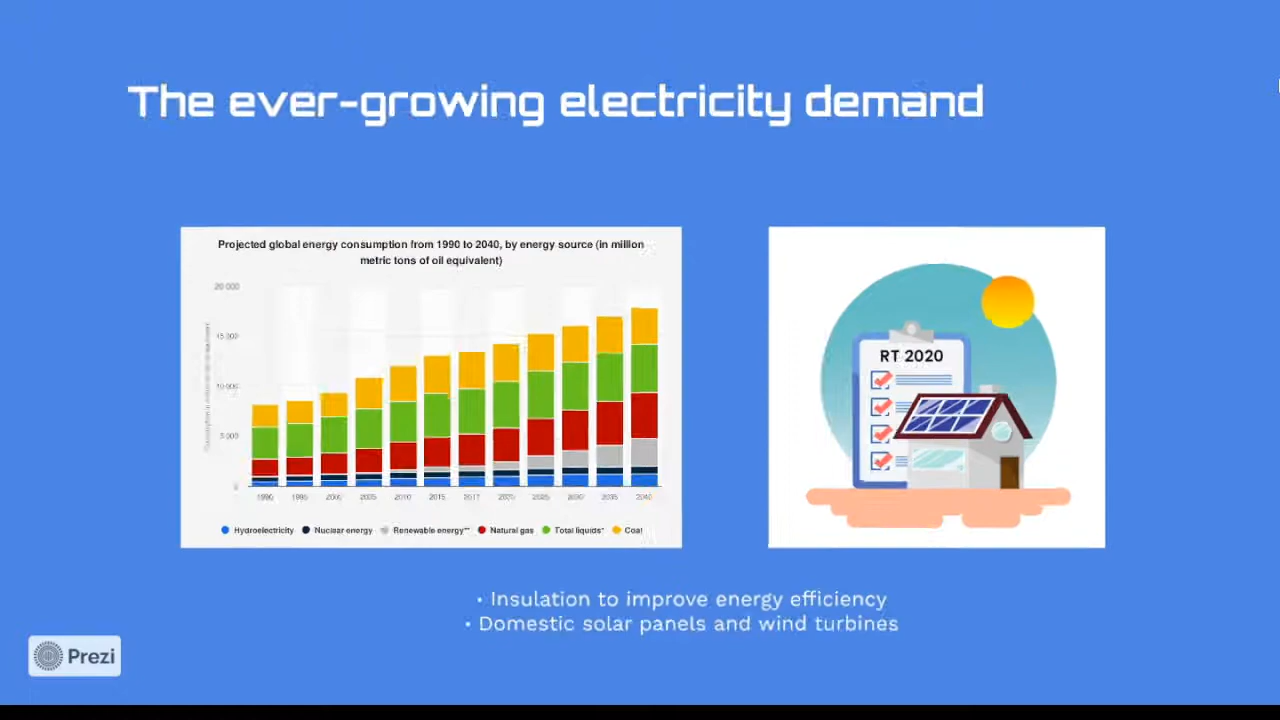 The ever-growing electricity demand
Projected global energy consumption from 1990 to 2040, by energy source (in million
metric tons of oil equivalent)
20 000
15 000
10 000
5 000
0
1990 1995 2000 2005 2010 2015 2017 2020 2025 2030 2035 2040
Hydroelectricity Nuclear energy Renewable energy** Natural gas Total liquids* Coal
RT 2020
• Insulation to improve energy efficiency
• Domestic solar panels and wind turbines
Prezi